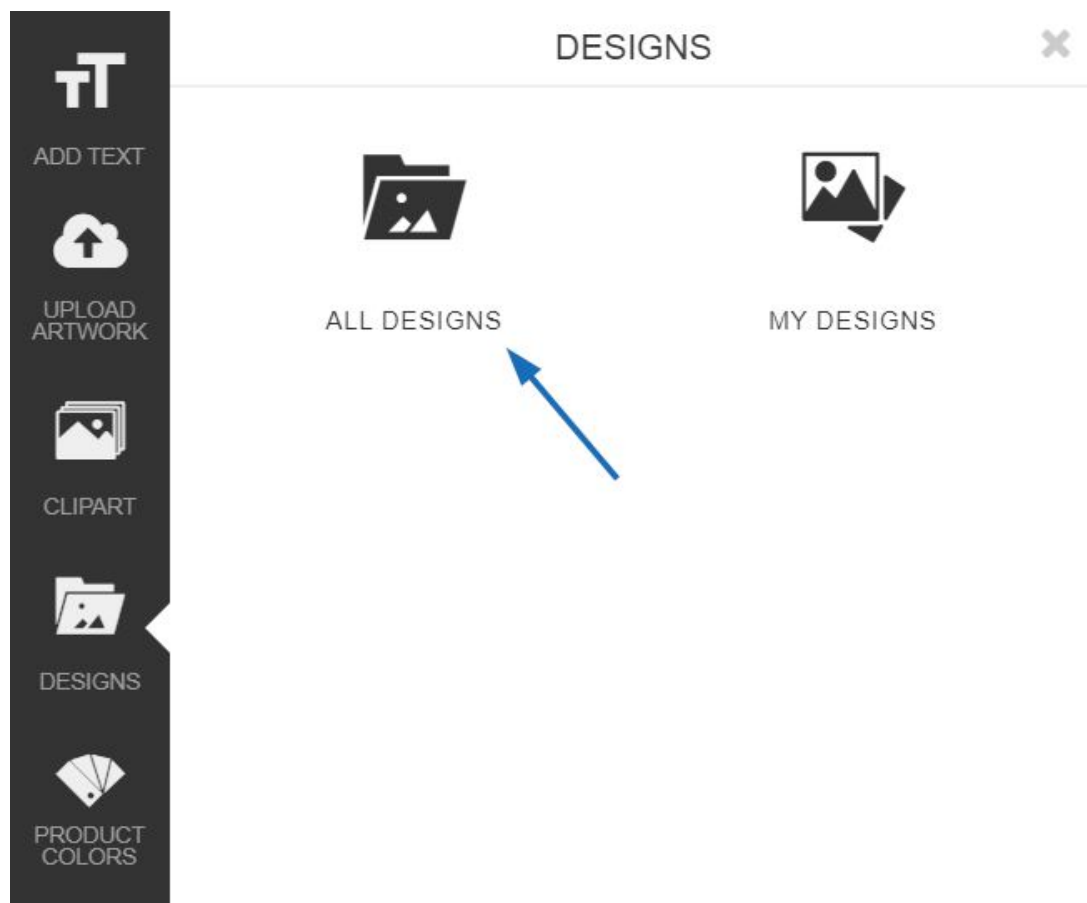 DESIGNS
ADD TEXT
UPLOAD
ARTWORK
CLIPART
DESIGNS
PRODUCT
COLORS
ALL DESIGNS
MY DESIGNS